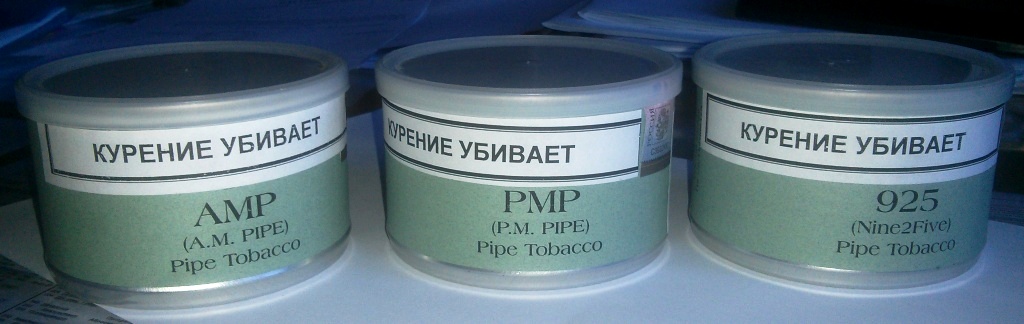 КУРЕНИЕ УБИВАЕТ
AMP
(A.M. PIPE)
Pipe Tobacco
КУРЕНИЕ УБИВАЕТ
PMP
(P.M. PIPE)
Pipe Tobacco
КУРЕНИЕ УБИВАЕТ
925
(Nine2Five)
Pipe Tobacco